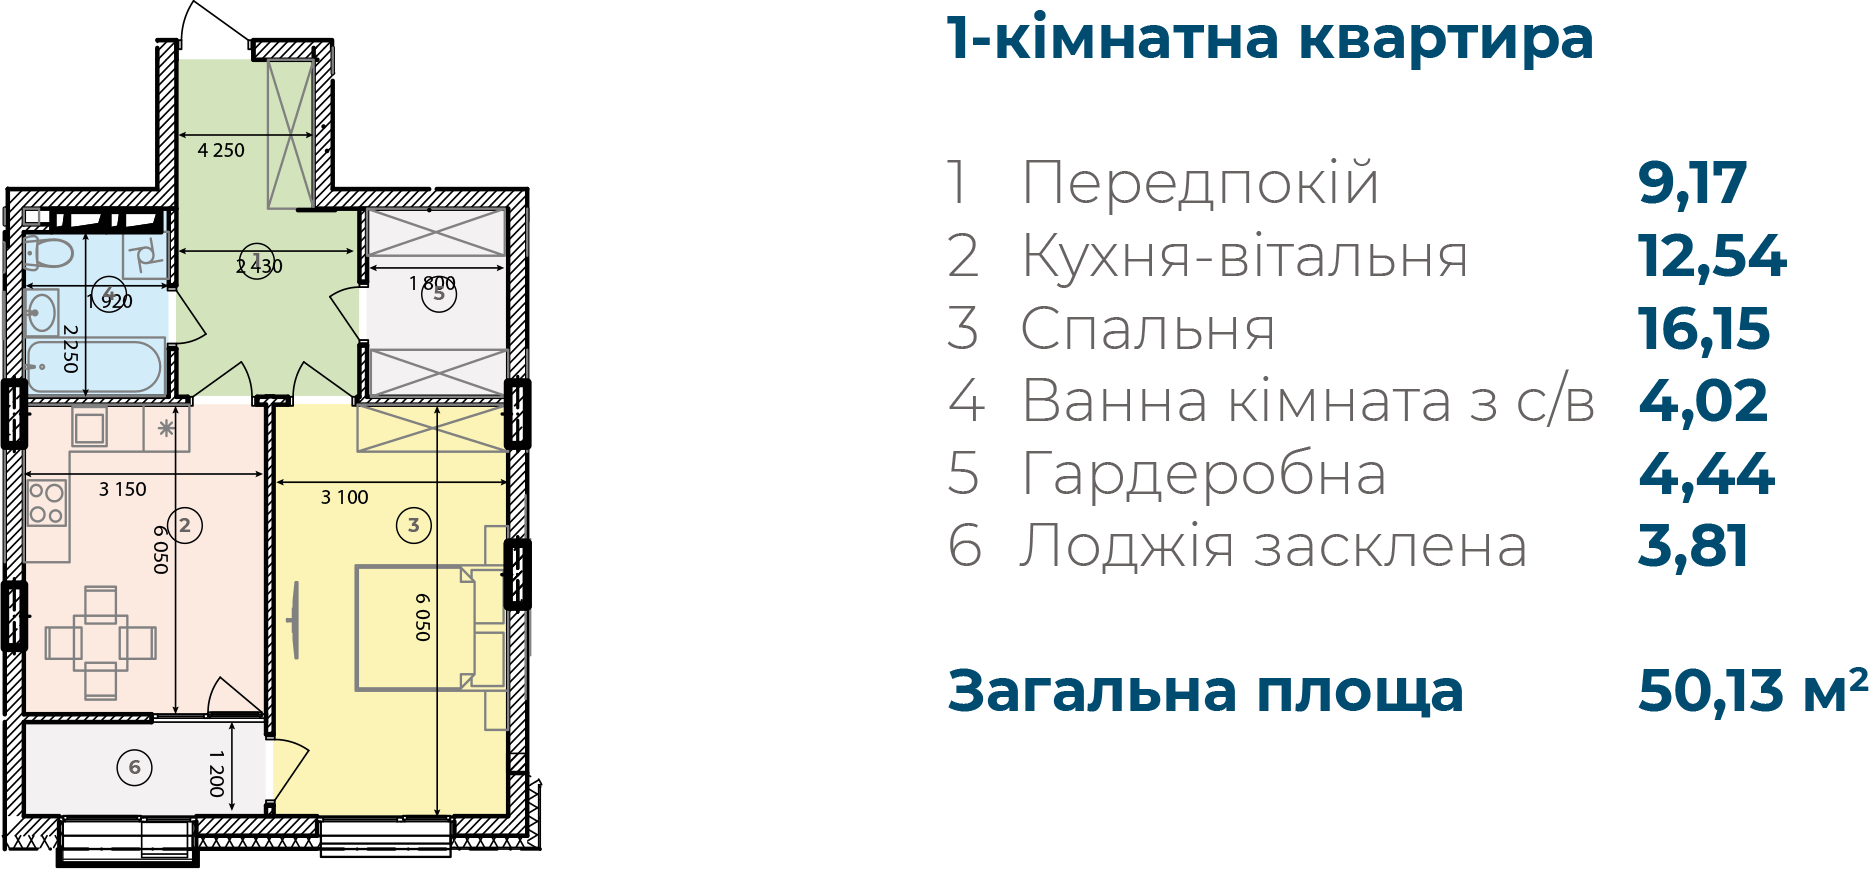 1-кімнатна квартира
1 Передпокій 9,17
2 Кухня-вітальня 12,54
3 Спальня 16,15
4 Ванна кімната з с/в 4,02
5 Гардеробна 4,44
6 Лоджія засклена 3,81
Загальна площа 50,13 м²
4 250
1
2 430
1 800
5
4
1 920
2 250
3 150
3 100
2
3
6 050
6 050
6
1 200